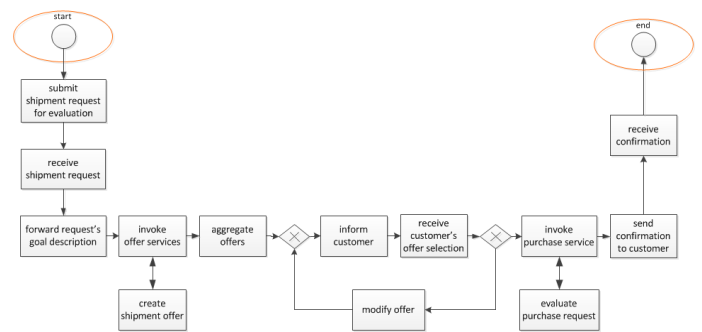 start
submit
shipment request
for evaluation
receive
shipment request
forward request's
goal description
invoke
offer services
create
shipment offer
aggregate
offers
inform
customer
receive
customer's
offer selection
modify offer
invoke
purchase service
evaluate
purchase request
send
confirmation
to customer
receive
confirmation
end